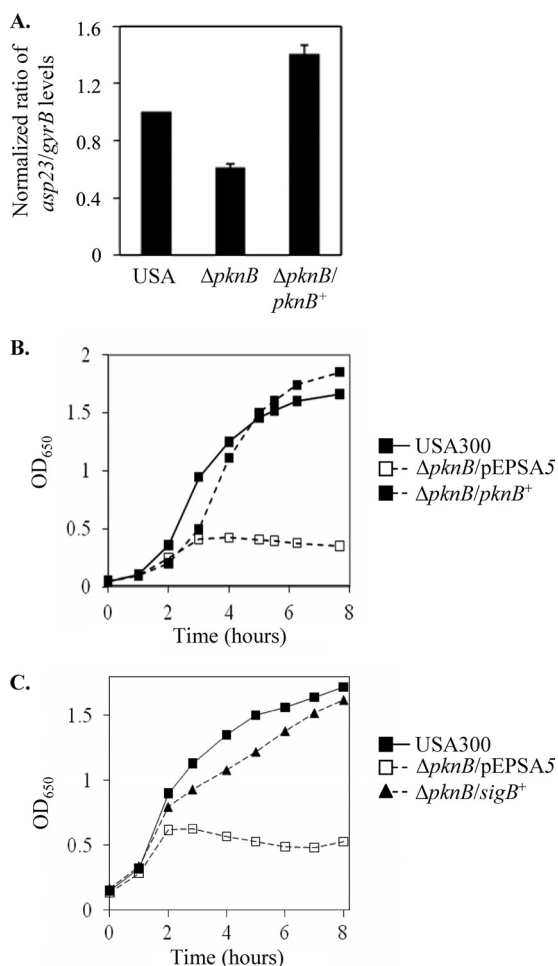 A.
Normalized ratio of
asp23/gyrB levels
1.6
1.2
0.8
0.4
0
USA
ΔpknB
ΔpknB/
pknB⁺
B.
OD₆₅₀
2
1.5
1
0.5
0
0 2 4 6 8
Time (hours)
USA300
ΔpknB/pEPSA5
ΔpknB/pknB⁺
C.
OD₆₅₀
1.5
1
0.5
0
0 2 4 6 8
Time (hours)
USA300
ΔpknB/pEPSA5
ΔpknB/sigB⁺